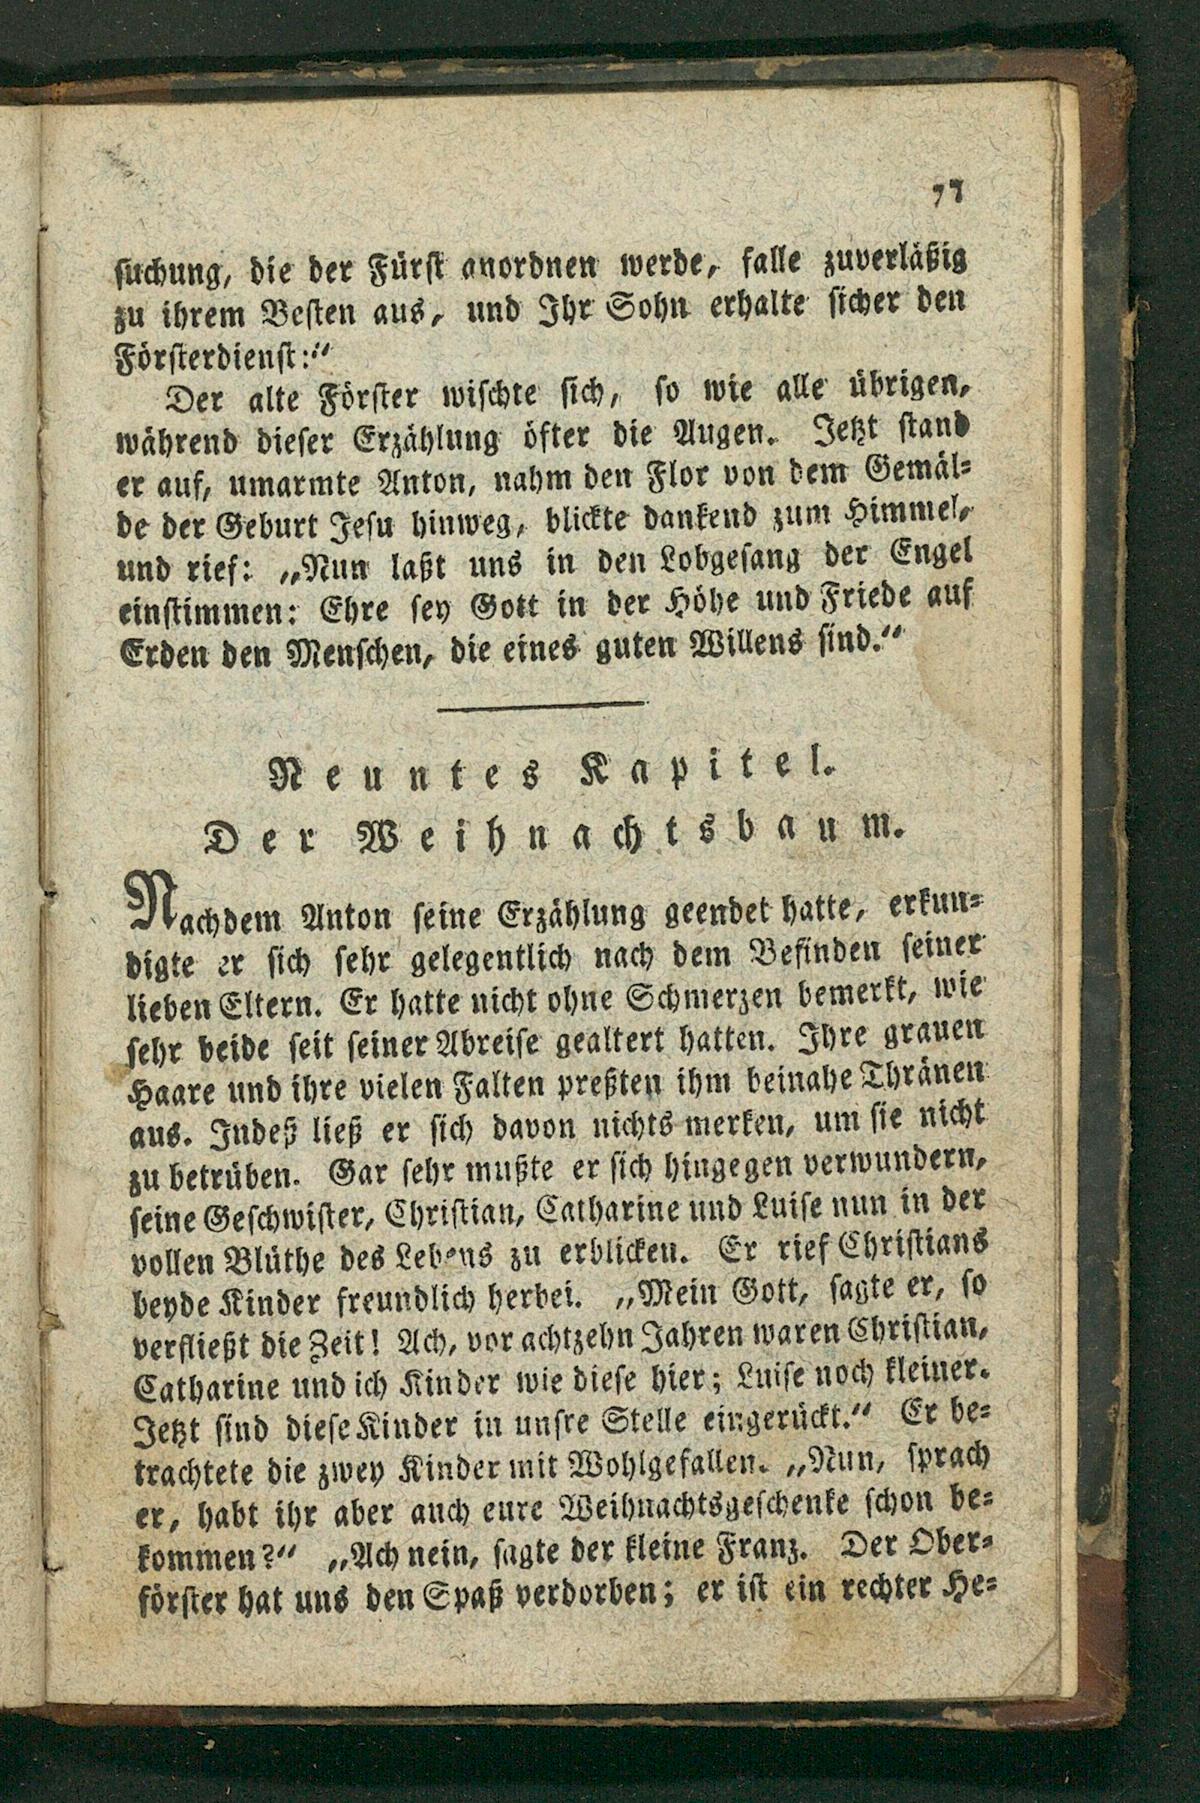 77
suchung, die der Fürst anordnen werde, falle zuverläßig
zu ihrem Besten aus, und Ihr Sohn erhalte sicher den
Försterdienst:“
Der alte Förster wischte sich, so wie alle übrigen,
während dieser Erzählung öfter die Augen. Jetzt stand
er auf, umarmte Anton, nahm den Flor von dem Gemäl-
de der Geburt Jesu hinweg, blickte dankend zum Himmel,
und rief: „Nun laßt uns in den Lobgesang der Engel
einstimmen: Ehre sey Gott in der Höhe und Friede auf
Erden den Menschen, die eines guten Willens sind.“
Neuntes Kapitel.
Der Weihnachtsbaum.
Nachdem Anton seine Erzählung geendet hatte, erkun-
digte er sich sehr gelegentlich nach dem Befinden seiner
lieben Eltern. Er hatte nicht ohne Schmerzen bemerkt, wie
sehr beide seit seiner Abreise gealtert hatten. Ihre grauen
Haare und ihre vielen Falten preßten ihm beinahe Thränen
aus. Indeß ließ er sich davon nichts merken, um sie nicht
zu betrüben. Gar sehr mußte er sich hingegen verwundern,
seine Geschwister, Christian, Catharine und Luise nun in der
vollen Blüthe des Lebens zu erblicken. Er rief Christians
beyde Kinder freundlich herbei. „Mein Gott, sagte er, so
verfließt die Zeit! Ach, vor achtzehn Jahren waren Christian,
Catharine und ich Kinder wie diese hier; Luise noch kleiner.
Jetzt sind diese Kinder in unsre Stelle eingerückt.“ Er be-
trachtete die zwey Kinder mit Wohlgefallen. „Nun, sprach
er, habt ihr aber auch eure Weihnachtsgeschenke schon be-
kommen?“ „Ach nein, sagte der kleine Franz. Der Ober-
förster hat uns den Spaß verdorben; er ist ein rechter He-